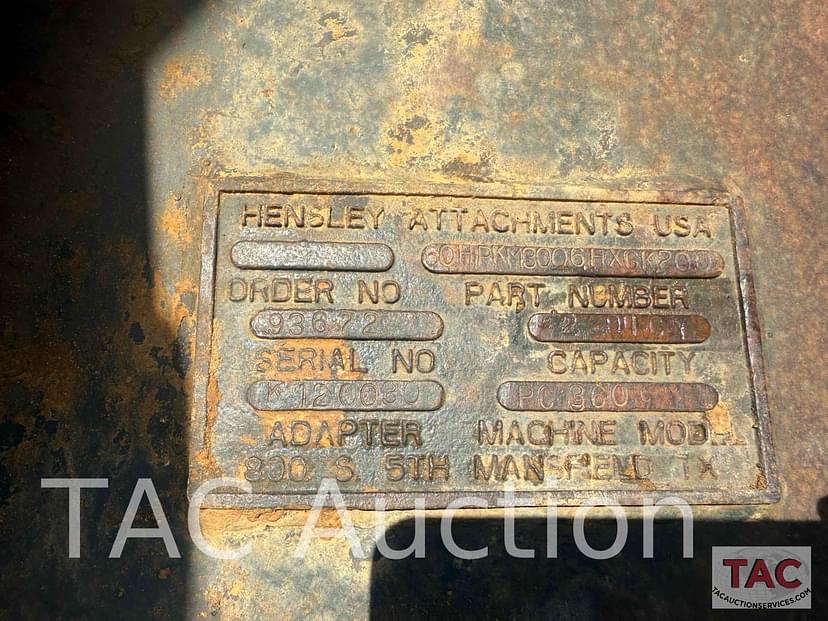 HENSLEY ATTACHMENTS USA
ORDER NO PART NUMBER
93672
SERIAL NO CAPACITY
ADAPTER MACHINE MODEL
800 S. 5TH MANSFIELD TX
TAC Auction
TAC
TACAUCTIONSERVICES.COM